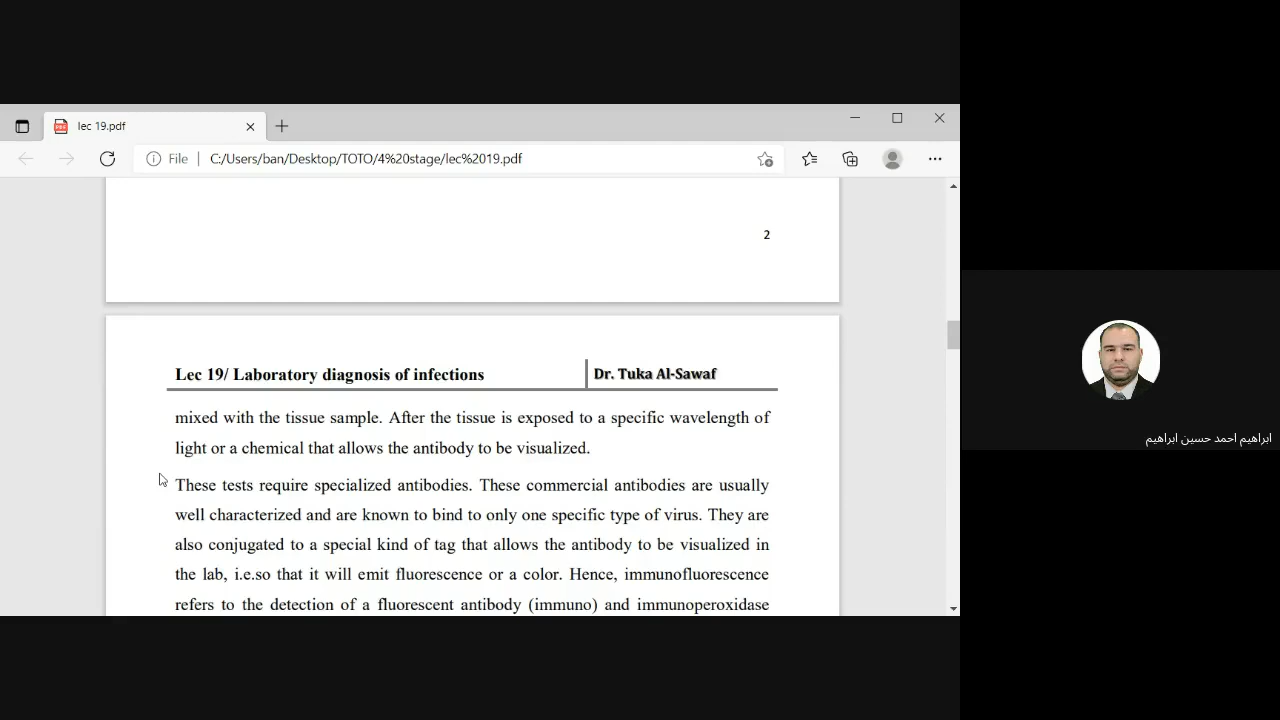 lec 19.pdf
File
C:/Users/ban/Desktop/TOTO/4%20stage/lec%2019.pdf
2
Lec 19/ Laboratory diagnosis of infections
Dr. Tuka Al-Sawaf
mixed with the tissue sample. After the tissue is exposed to a specific wavelength of
light or a chemical that allows the antibody to be visualized.
These tests require specialized antibodies. These commercial antibodies are usually
well characterized and are known to bind to only one specific type of virus. They are
also conjugated to a special kind of tag that allows the antibody to be visualized in
the lab, i.e.so that it will emit fluorescence or a color. Hence, immunofluorescence
refers to the detection of a fluorescent antibody (immuno) and immunoperoxidase
ابراهيم احمد حسين ابراهيم